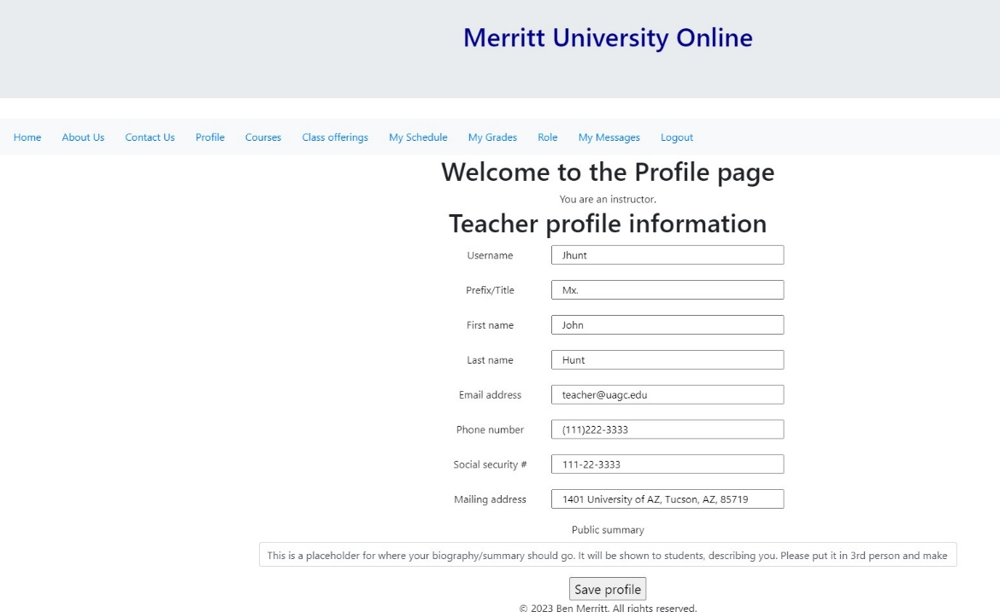 Merritt University Online
Home About Us Contact Us Profile Courses Class offerings My Schedule My Grades Role My Messages Logout
Welcome to the Profile page
You are an instructor.
Teacher profile information
Username Jhunt
Prefix/Title Mx.
First name John
Last name Hunt
Email address teacher@uagc.edu
Phone number (111)222-3333
Social security # 111-22-3333
Mailing address 1401 University of AZ, Tucson, AZ, 85719
Public summary
This is a placeholder for where your biography/summary should go. It will be shown to students, describing you. Please put it in 3rd person and make
Save profile
© 2023 Ben Merritt. All rights reserved.